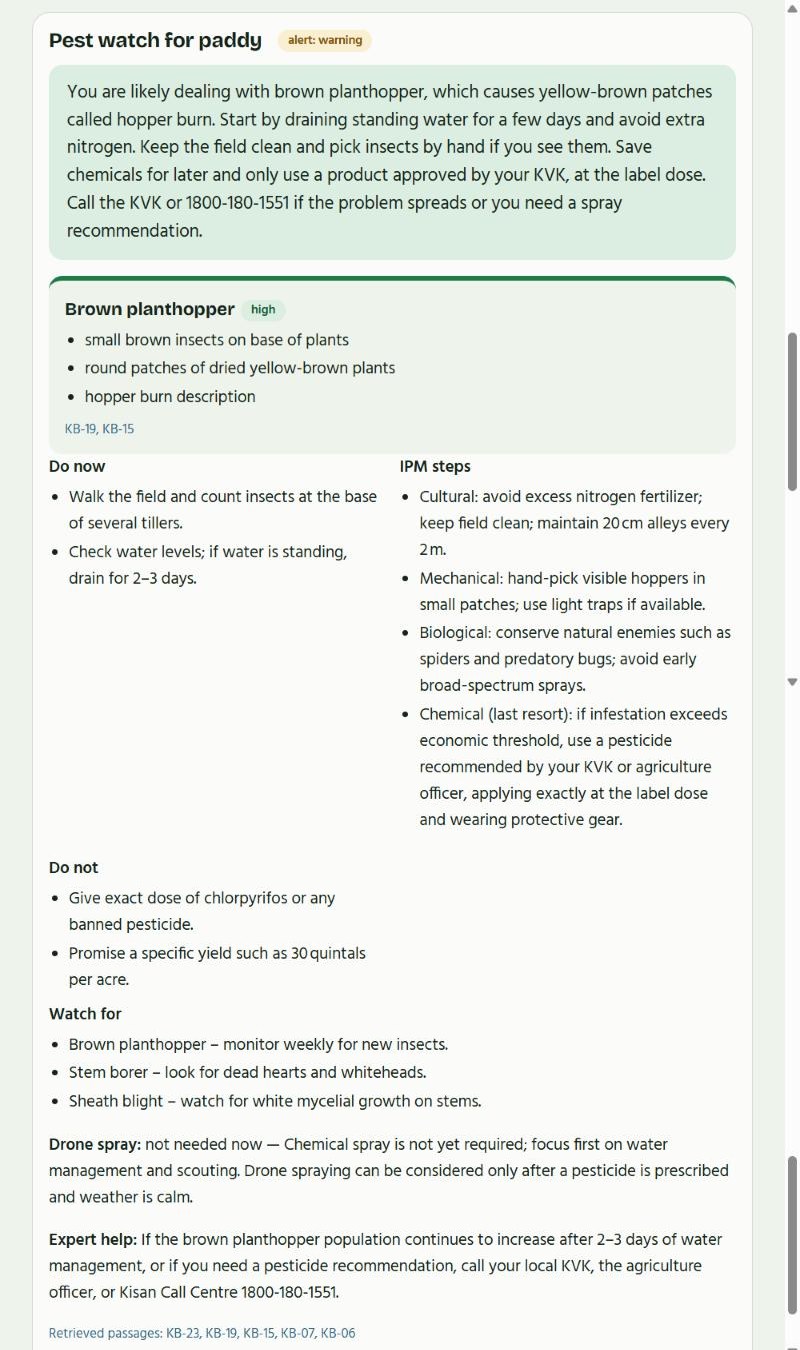 Pest watch for paddy alert: warning
You are likely dealing with brown planthopper, which causes yellow-brown patches
called hopper burn. Start by draining standing water for a few days and avoid extra
nitrogen. Keep the field clean and pick insects by hand if you see them. Save
chemicals for later and only use a product approved by your KVK, at the label dose.
Call the KVK or 1800-180-1551 if the problem spreads or you need a spray
recommendation.
Brown planthopper high
• small brown insects on base of plants
• round patches of dried yellow-brown plants
• hopper burn description
KB-19, KB-15
Do now
• Walk the field and count insects at the base
of several tillers.
• Check water levels; if water is standing,
drain for 2–3 days.
IPM steps
• Cultural: avoid excess nitrogen fertilizer;
keep field clean; maintain 20 cm alleys every
2 m.
• Mechanical: hand-pick visible hoppers in
small patches; use light traps if available.
• Biological: conserve natural enemies such as
spiders and predatory bugs; avoid early
broad-spectrum sprays.
• Chemical (last resort): if infestation exceeds
economic threshold, use a pesticide
recommended by your KVK or agriculture
officer, applying exactly at the label dose
and wearing protective gear.
Do not
• Give exact dose of chlorpyrifos or any
banned pesticide.
• Promise a specific yield such as 30 quintals
per acre.
Watch for
• Brown planthopper – monitor weekly for new insects.
• Stem borer – look for dead hearts and whiteheads.
• Sheath blight – watch for white mycelial growth on stems.
Drone spray: not needed now — Chemical spray is not yet required; focus first on water
management and scouting. Drone spraying can be considered only after a pesticide is prescribed
and weather is calm.
Expert help: If the brown planthopper population continues to increase after 2–3 days of water
management, or if you need a pesticide recommendation, call your local KVK, the agriculture
officer, or Kisan Call Centre 1800-180-1551.
Retrieved passages: KB-23, KB-19, KB-15, KB-07, KB-06